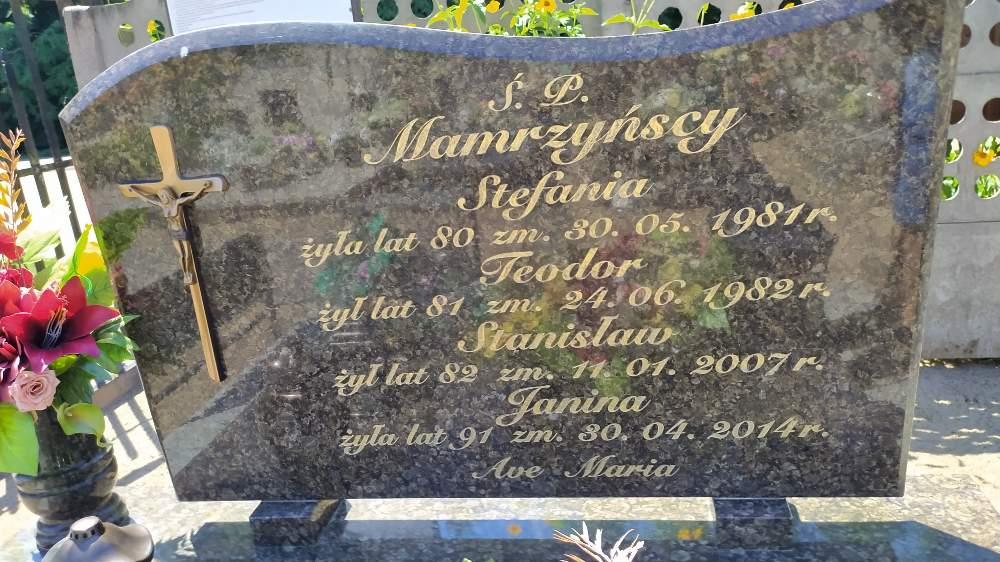 Ś. P.
Mamrzyńscy
Stefania
żyła lat 80 zm. 30. 05. 1981 r.
Teodor
żył lat 81 zm. 24. 06. 1982 r.
Stanisław
żył lat 82 zm. 11. 01. 2007 r.
Janina
żyła lat 91 zm. 30. 04. 2014 r.
Ave Maria